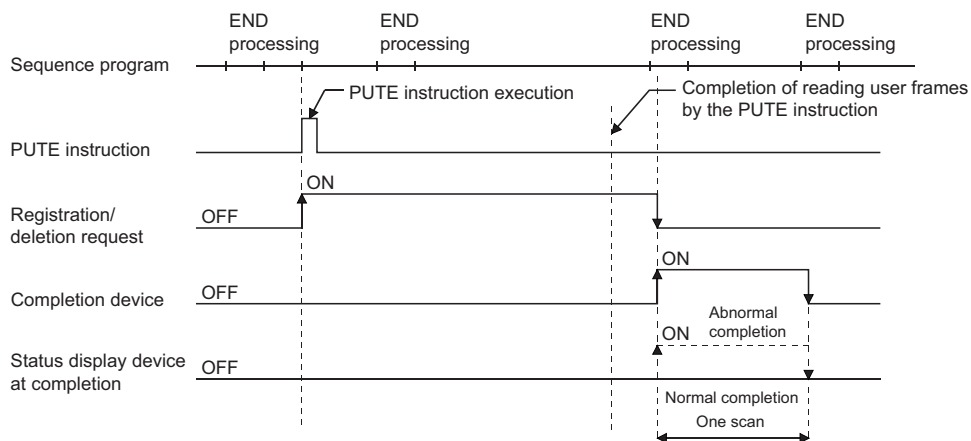 END
processing
END
processing
END
processing
END
processing
Sequence program
PUTE instruction execution
Completion of reading user frames
by the PUTE instruction
PUTE instruction
ON
Registration/
deletion request
OFF
ON
Completion device
OFF
Abnormal
completion
ON
Status display device
at completion
OFF
Normal completion
One scan